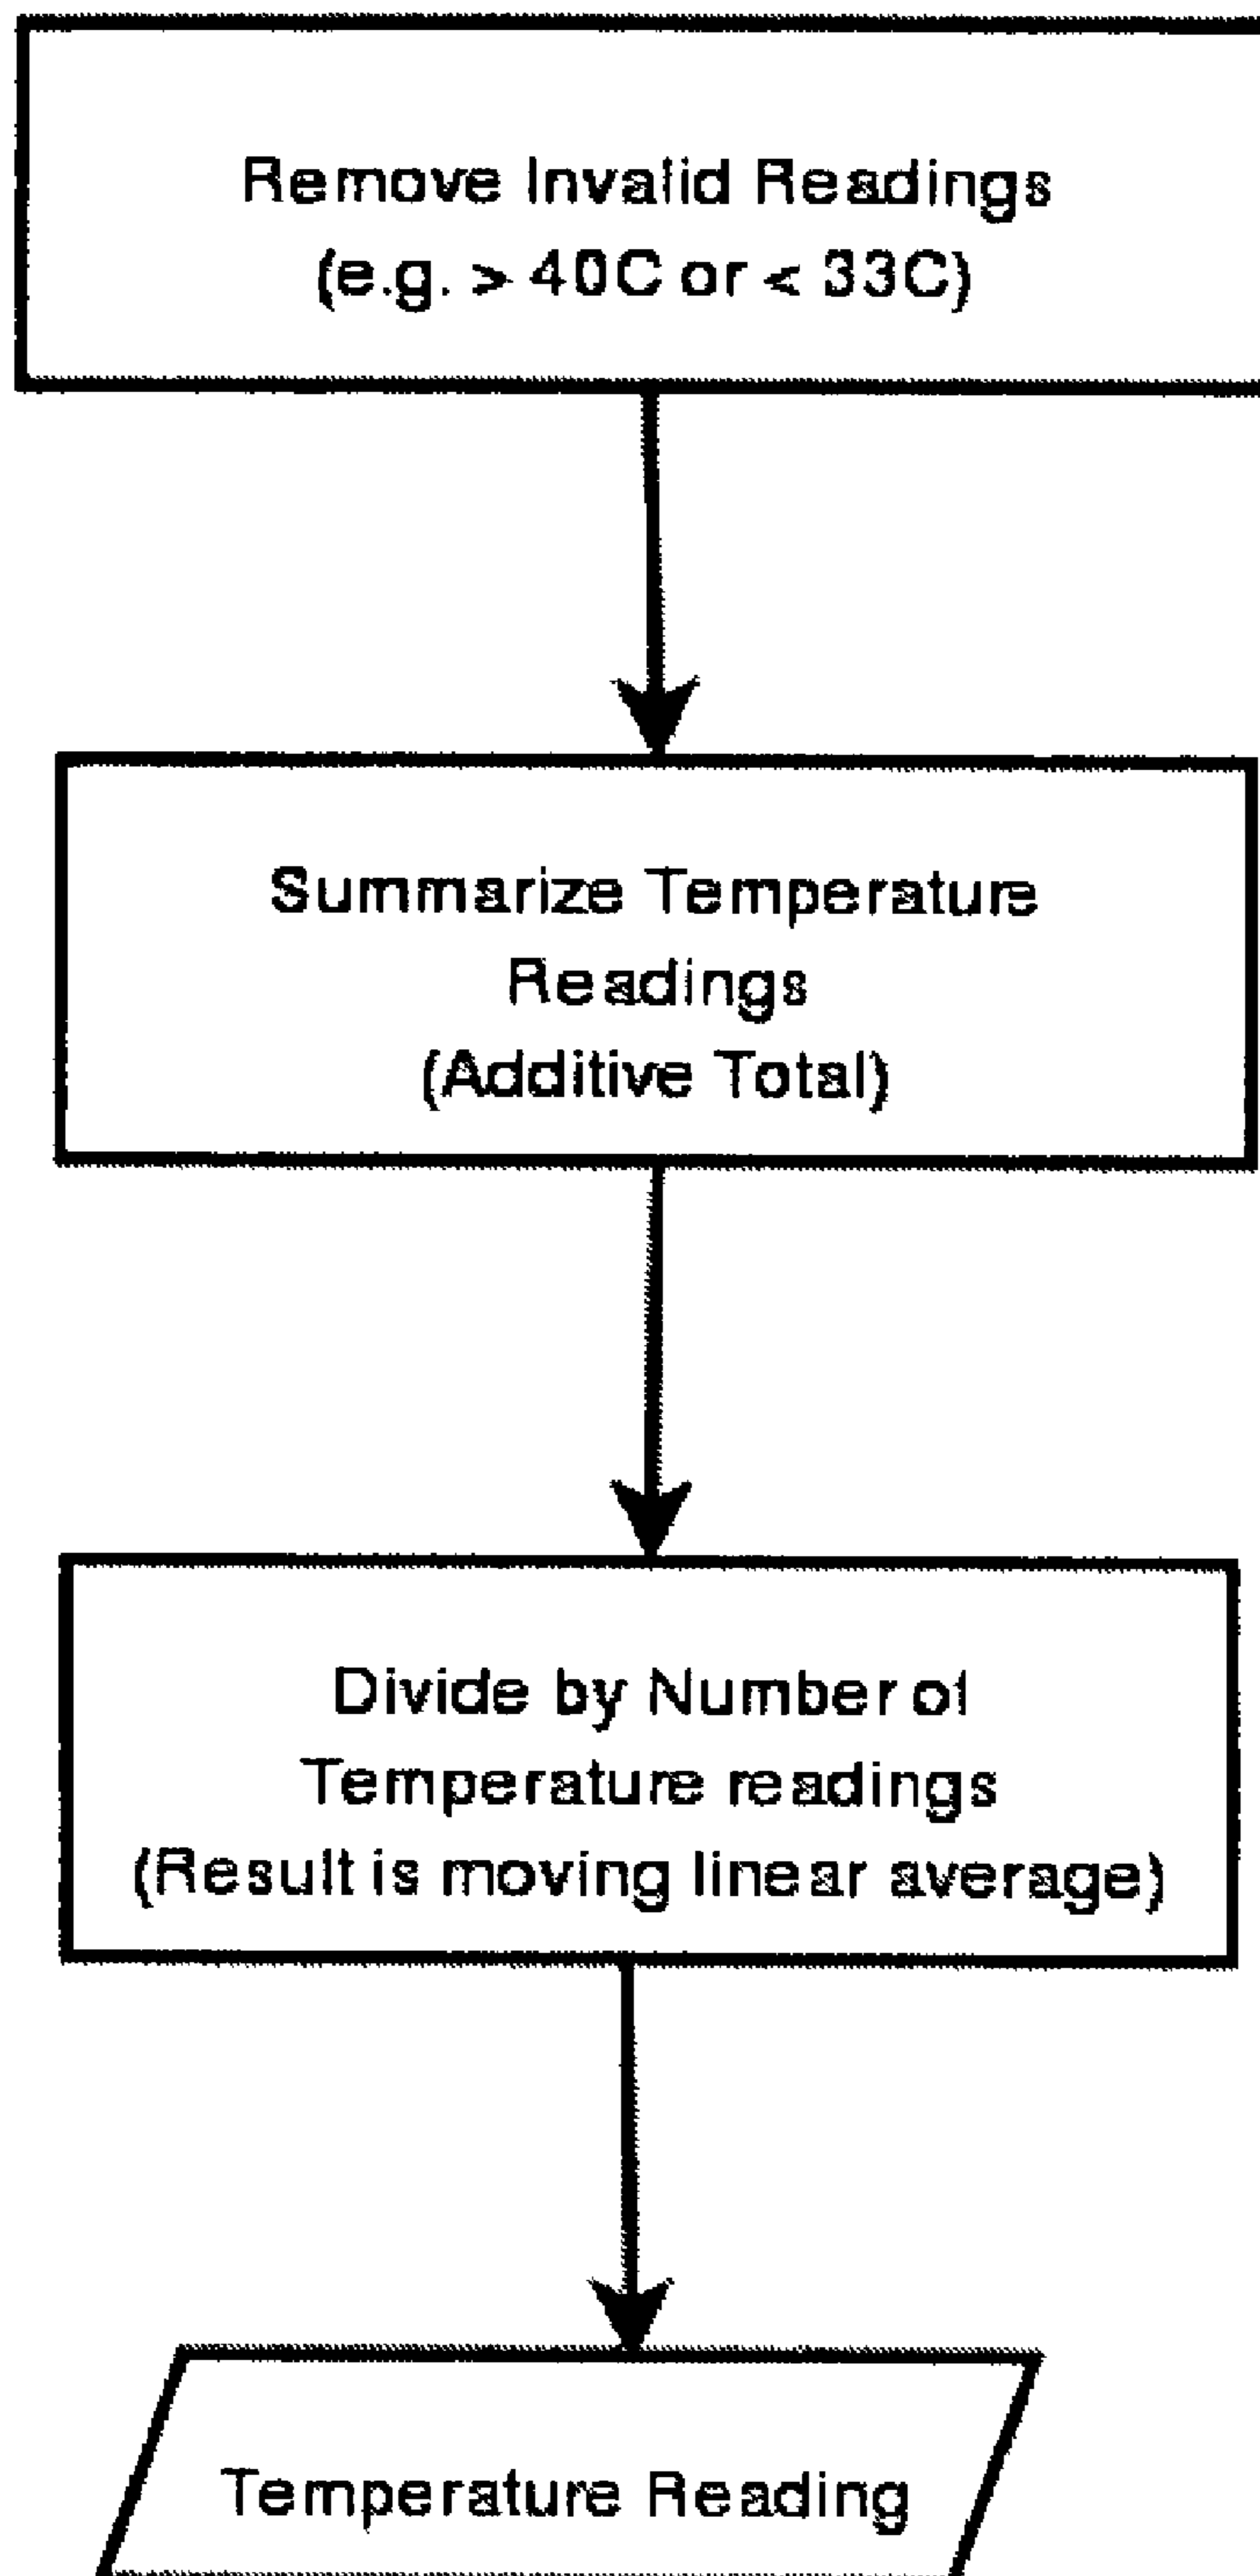 Remove Invalid Readings
(e.g. > 40C or < 33C)
Summarize Temperature
Readings
(Additive Total)
Divide by Number of
Temperature readings
(Result is moving linear average)
Temperature Reading